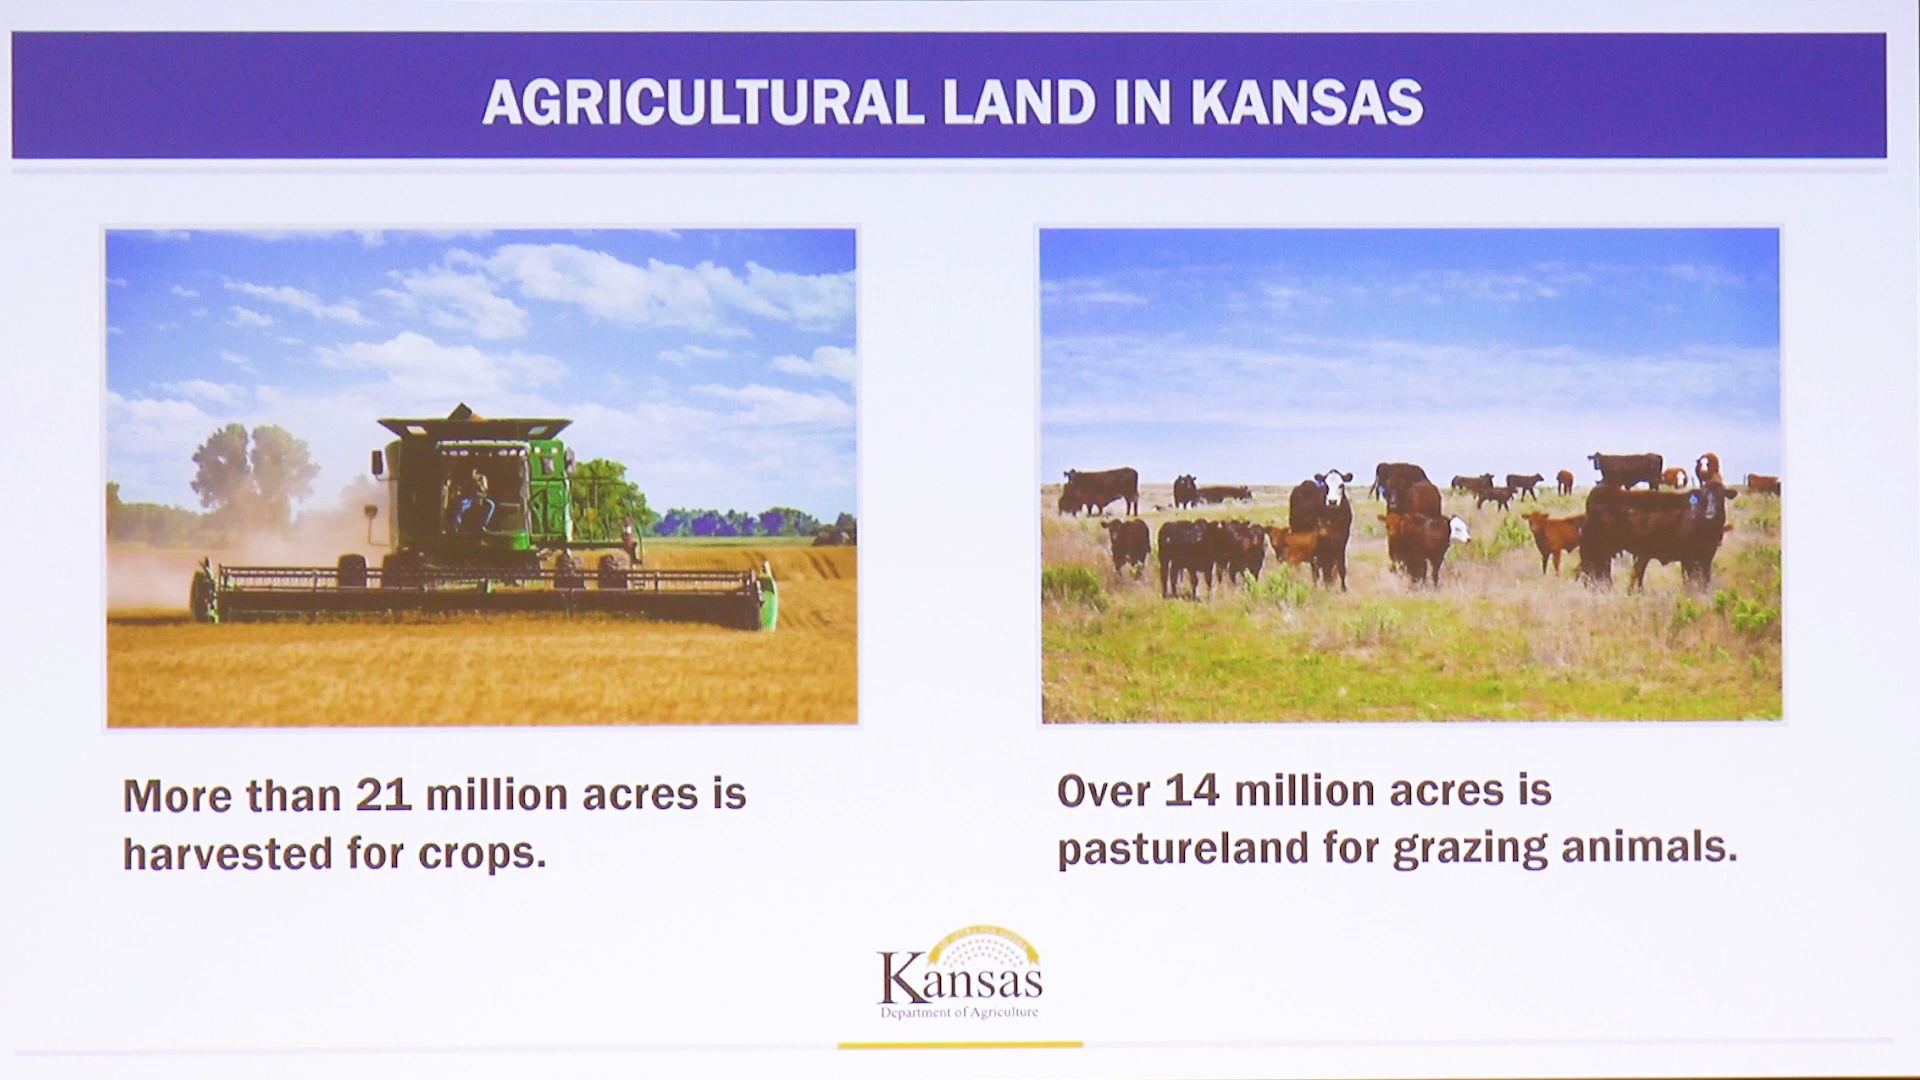 AGRICULTURAL LAND IN KANSAS
More than 21 million acres is
harvested for crops.
Over 14 million acres is
pastureland for grazing animals.
Kansas
Department of Agriculture